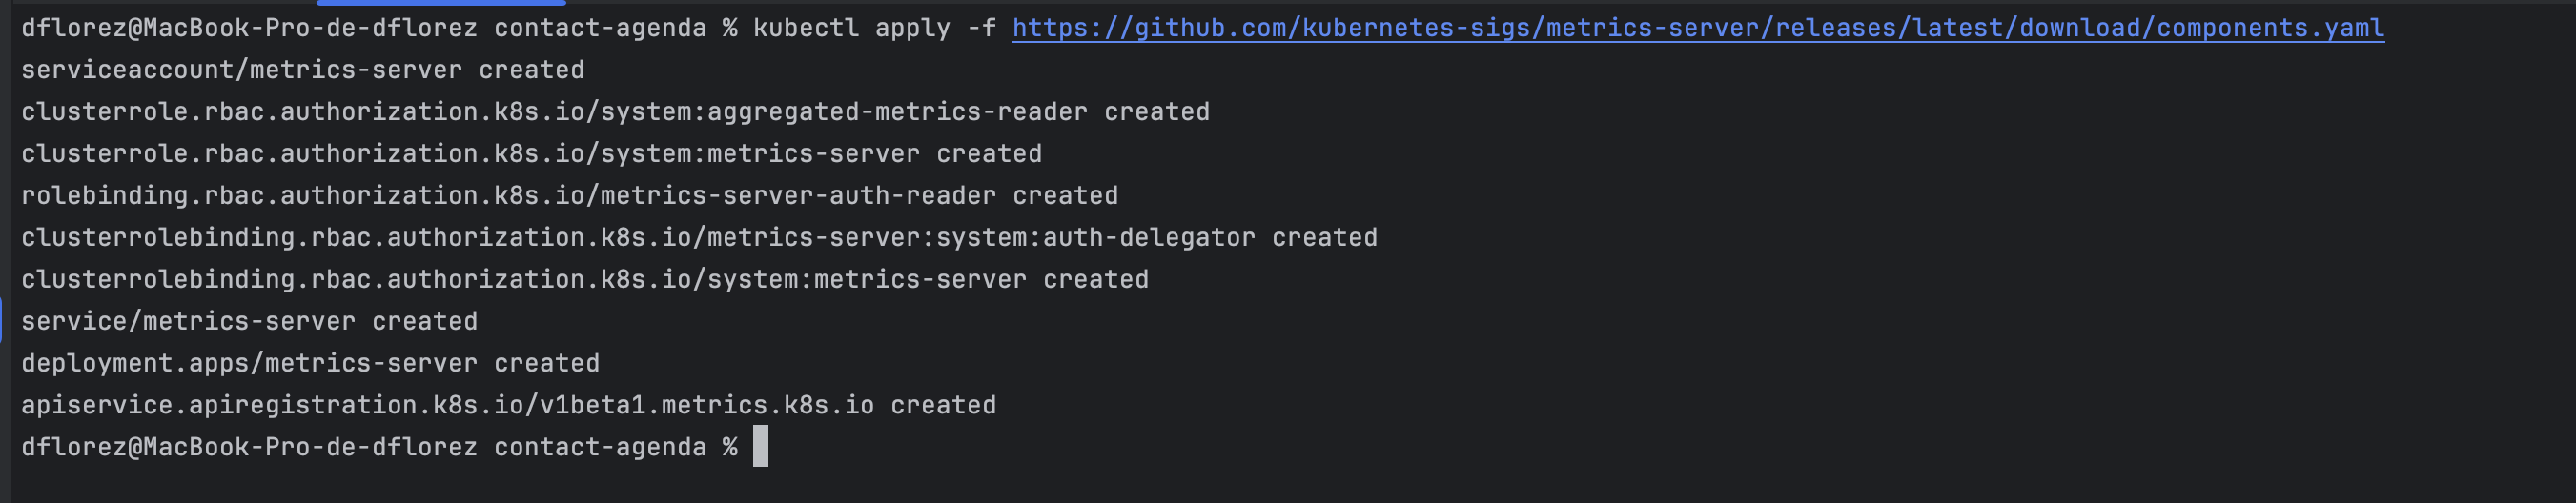 dflorez@MacBook-Pro-de-dflorez contact-agenda % kubectl apply -f https://github.com/kubernetes-sigs/metrics-server/releases/latest/download/components.yaml
serviceaccount/metrics-server created
clusterrole.rbac.authorization.k8s.io/system:aggregated-metrics-reader created
clusterrole.rbac.authorization.k8s.io/system:metrics-server created
rolebinding.rbac.authorization.k8s.io/metrics-server-auth-reader created
clusterrolebinding.rbac.authorization.k8s.io/metrics-server:system:auth-delegator created
clusterrolebinding.rbac.authorization.k8s.io/system:metrics-server created
service/metrics-server created
deployment.apps/metrics-server created
apiservice.apiregistration.k8s.io/v1beta1.metrics.k8s.io created
dflorez@MacBook-Pro-de-dflorez contact-agenda %